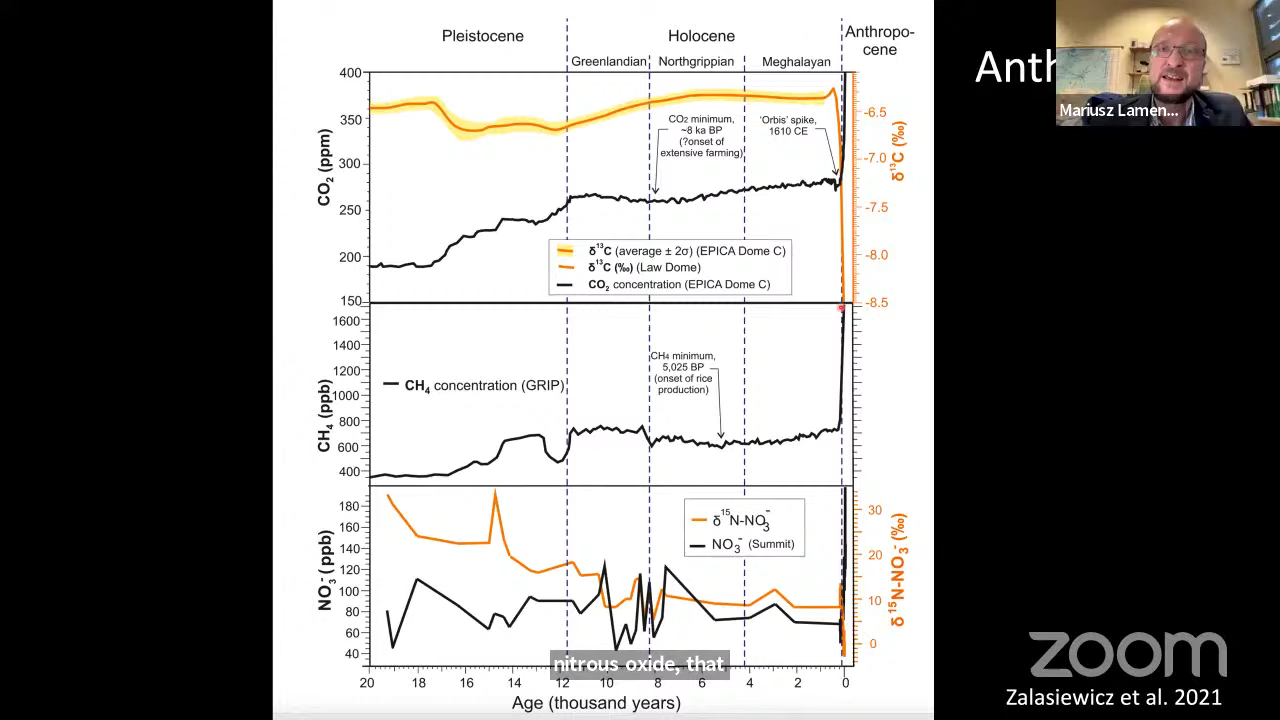 Pleistocene
Holocene
Anthropo-
cene
Greenlandian
Northgrippian
Meghalayan
Anth
Mariusz Lamen...
400
350
300
250
200
150
CO₂ (ppm)
-6.5
-7.0
-7.5
-8.0
-8.5
δ¹³C (‰)
CO₂ minimum,
~8 ka BP
(?onset of
extensive farming)
'Orbis' spike,
1610 CE
δ¹³C (average ± 2σ) (EPICA Dome C)
δ¹³C (‰) (Law Dome)
CO₂ concentration (EPICA Dome C)
1600
1400
1200
1000
800
600
400
CH₄ (ppb)
CH₄ concentration (GRIP)
CH₄ minimum,
5,025 BP
(onset of rice
production)
180
160
140
120
100
80
60
40
NO₃⁻ (ppb)
δ¹⁵N-NO₃⁻
NO₃⁻ (Summit)
30
20
10
0
δ¹⁵N-NO₃⁻ (‰)
nitrous oxide, that
20 18 16 14 12 10 8 6 4 2 0
Age (thousand years)
zoom
Zalasiewicz et al. 2021